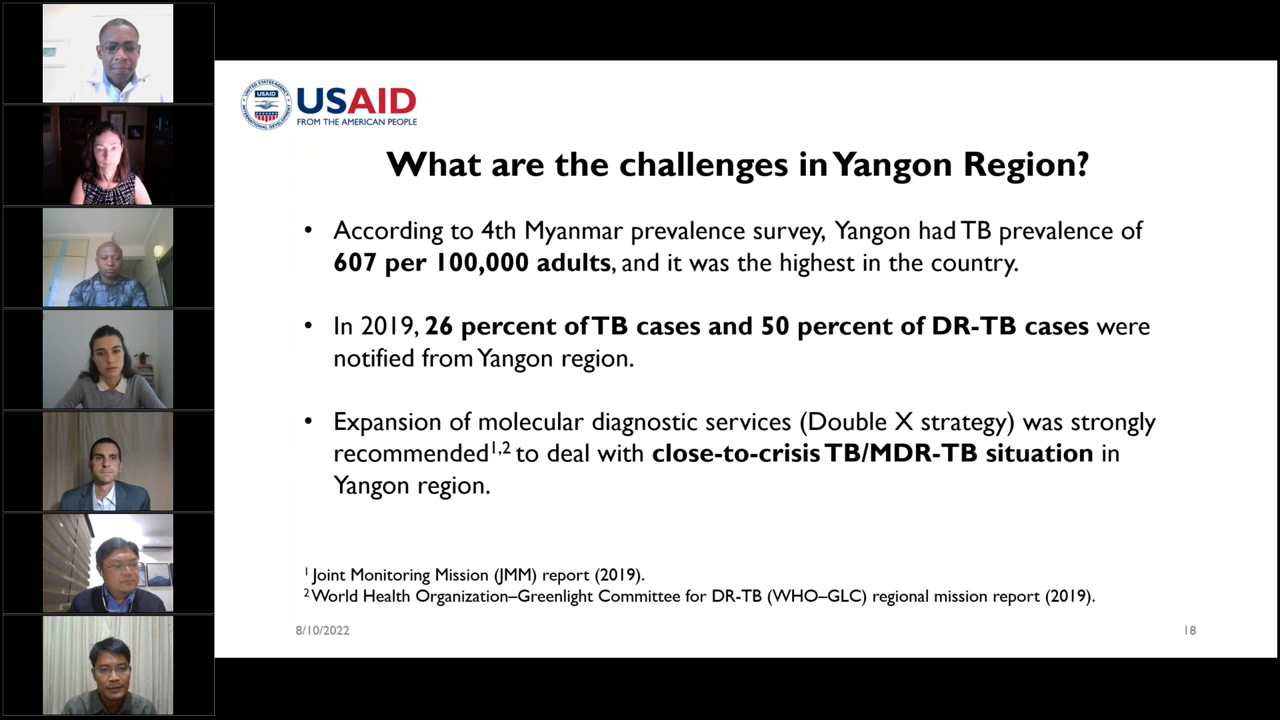 USAID
FROM THE AMERICAN PEOPLE
What are the challenges in Yangon Region?
• According to 4th Myanmar prevalence survey, Yangon had TB prevalence of
607 per 100,000 adults, and it was the highest in the country.
• In 2019, 26 percent of TB cases and 50 percent of DR-TB cases were
notified from Yangon region.
• Expansion of molecular diagnostic services (Double X strategy) was strongly
recommended1,2 to deal with close-to-crisis TB/MDR-TB situation in
Yangon region.
1 Joint Monitoring Mission (JMM) report (2019).
2 World Health Organization–Greenlight Committee for DR-TB (WHO–GLC) regional mission report (2019).
8/10/2022
18